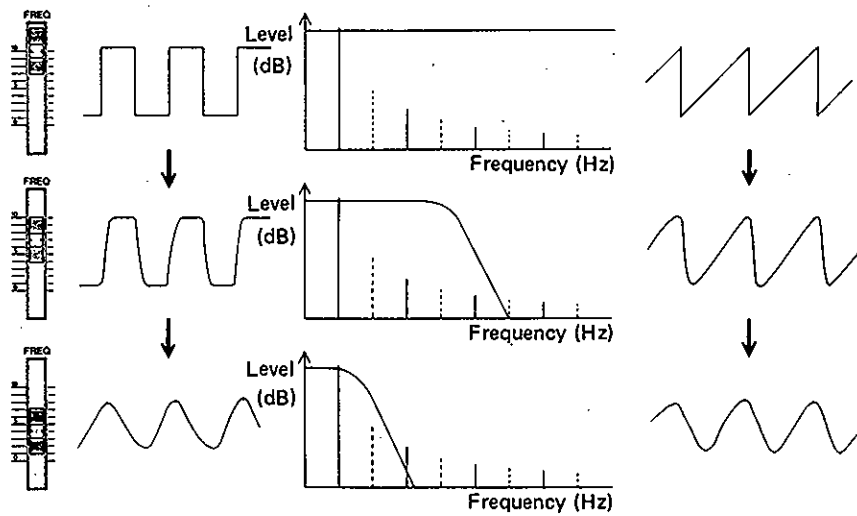 FREQ
Level
(dB)
Frequency (Hz)
FREQ
Level
(dB)
Frequency (Hz)
FREQ
Level
(dB)
Frequency (Hz)